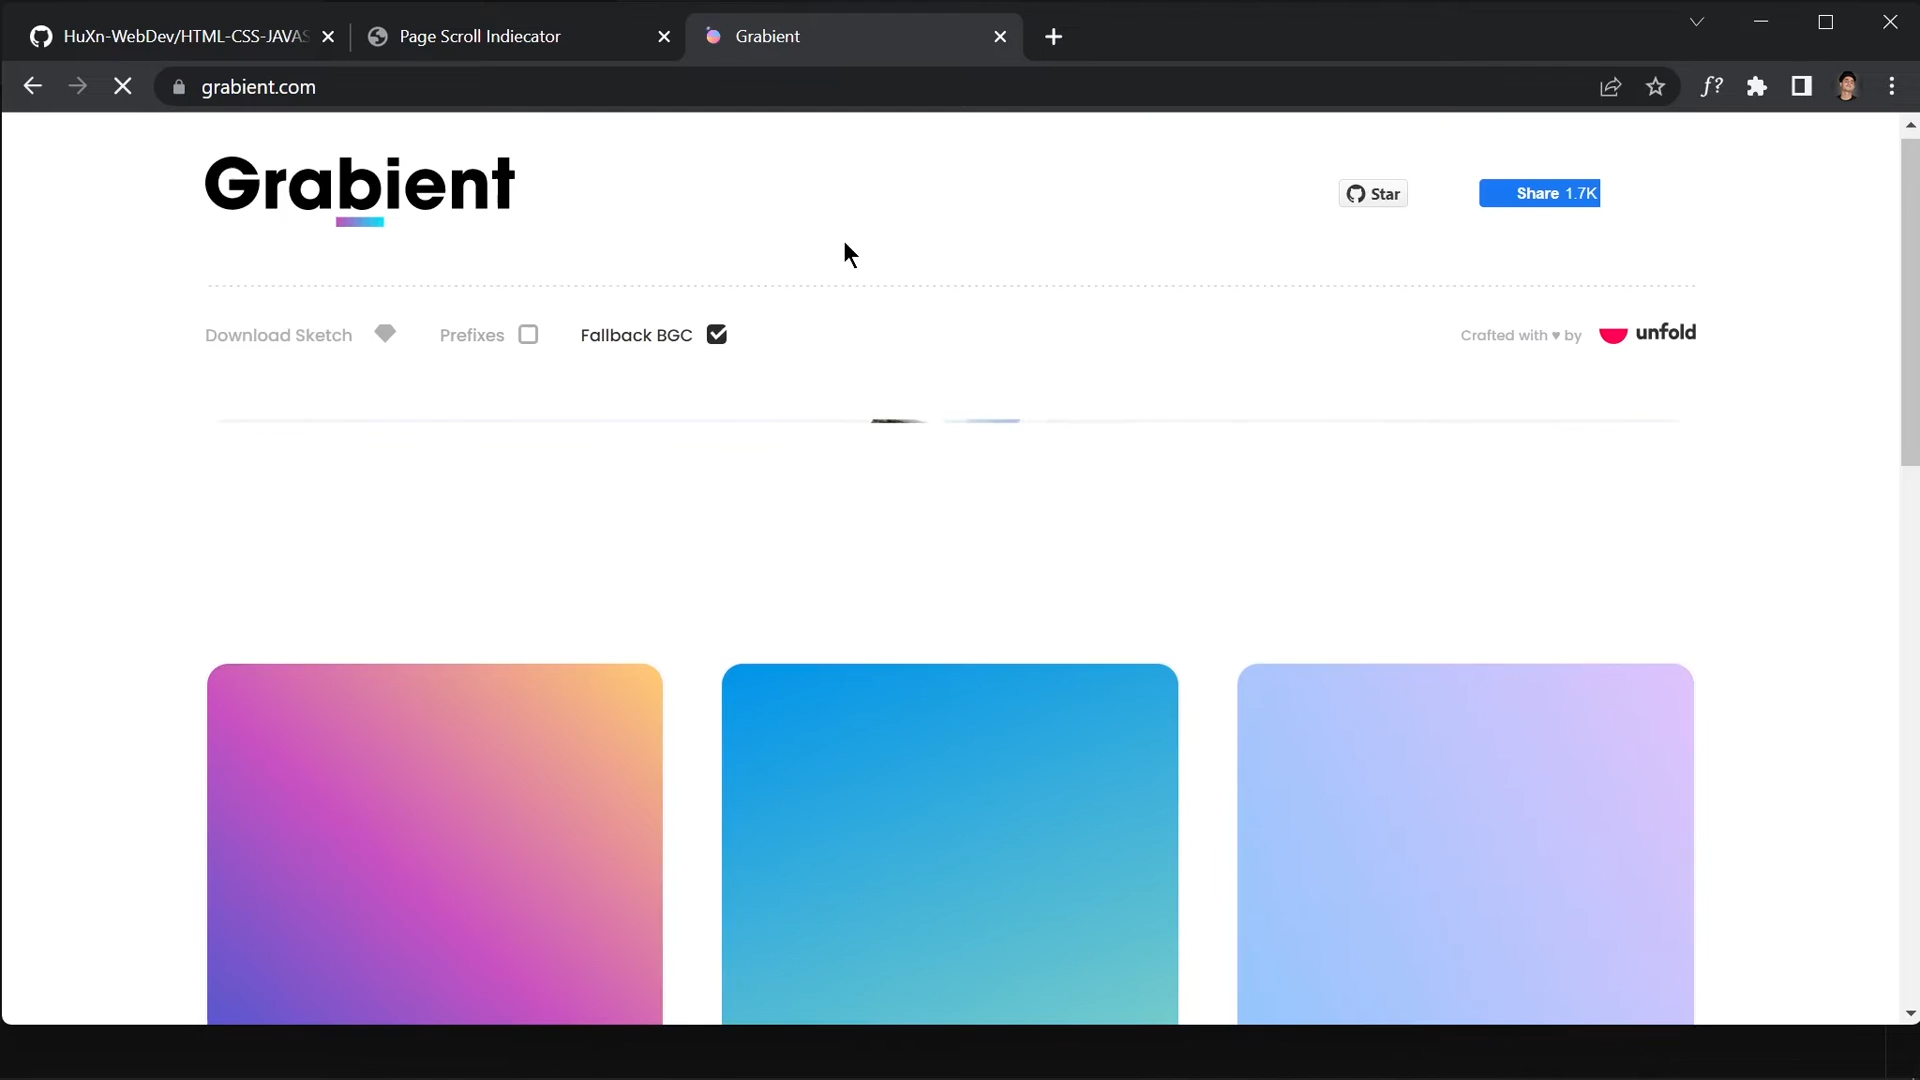 HuXn-WebDev/HTML-CSS-JAVAS
Page Scroll Indiecator
Grabient
grabient.com
f?
Grabient
Star
Share 1.7K
Download Sketch
Prefixes
Fallback BGC
Crafted with ♥ by
unfold